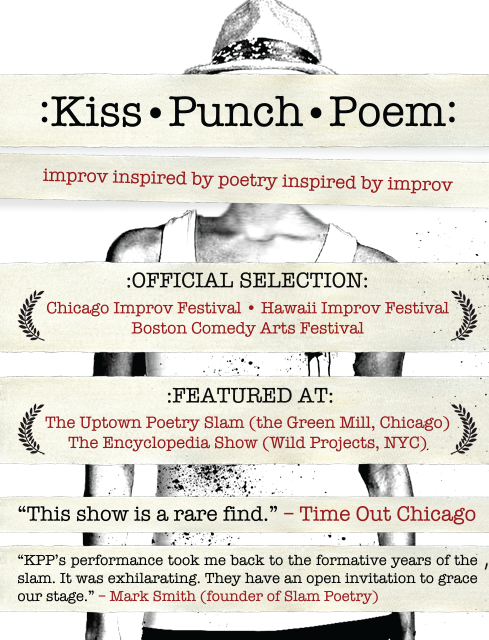 :Kiss•Punch•Poem:
improv inspired by poetry inspired by improv
:OFFICIAL SELECTION:
Chicago Improv Festival • Hawaii Improv Festival
Boston Comedy Arts Festival
:FEATURED AT:
The Uptown Poetry Slam (the Green Mill, Chicago)
The Encyclopedia Show (Wild Projects, NYC).
“This show is a rare find.” – Time Out Chicago
“KPP’s performance took me back to the formative years of the
slam. It was exhilarating. They have an open invitation to grace
our stage.” – Mark Smith (founder of Slam Poetry)